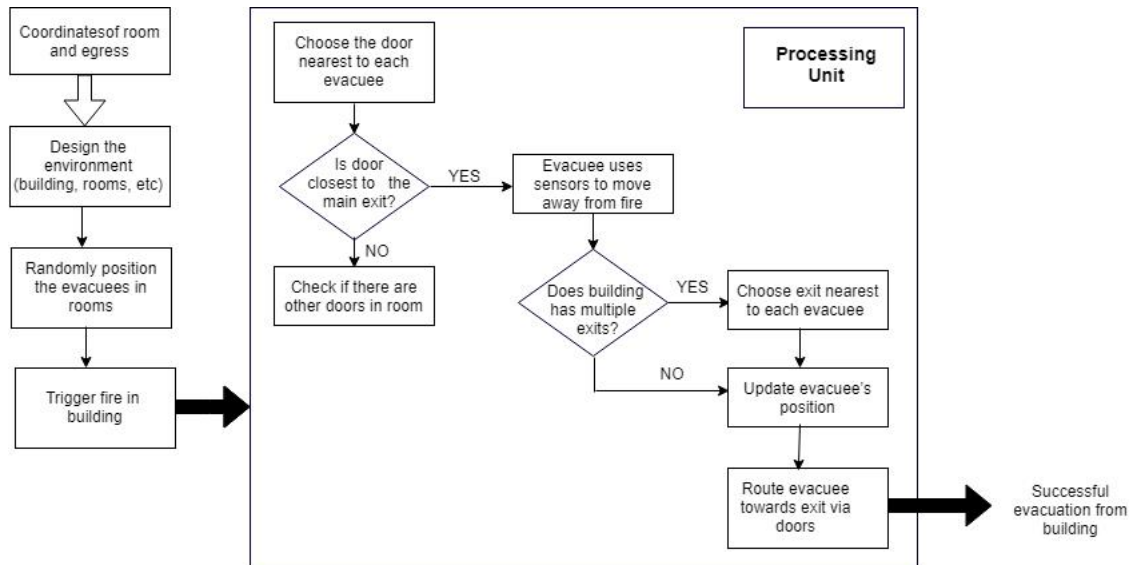 Coordinatesof room
and egress
Design the
environment
(building, rooms, etc)
Randomly position
the evacuees in
rooms
Trigger fire in
building
Processing
Unit
Choose the door
nearest to each
evacuee
Is door
closest to the
main exit?
YES
NO
Check if there are
other doors in room
Evacuee uses
sensors to move
away from fire
Does building
has multiple
exits?
YES
NO
Choose exit nearest
to each evacuee
Update evacuee's
position
Route evacuee
towards exit via
doors
Successful
evacuation from
building